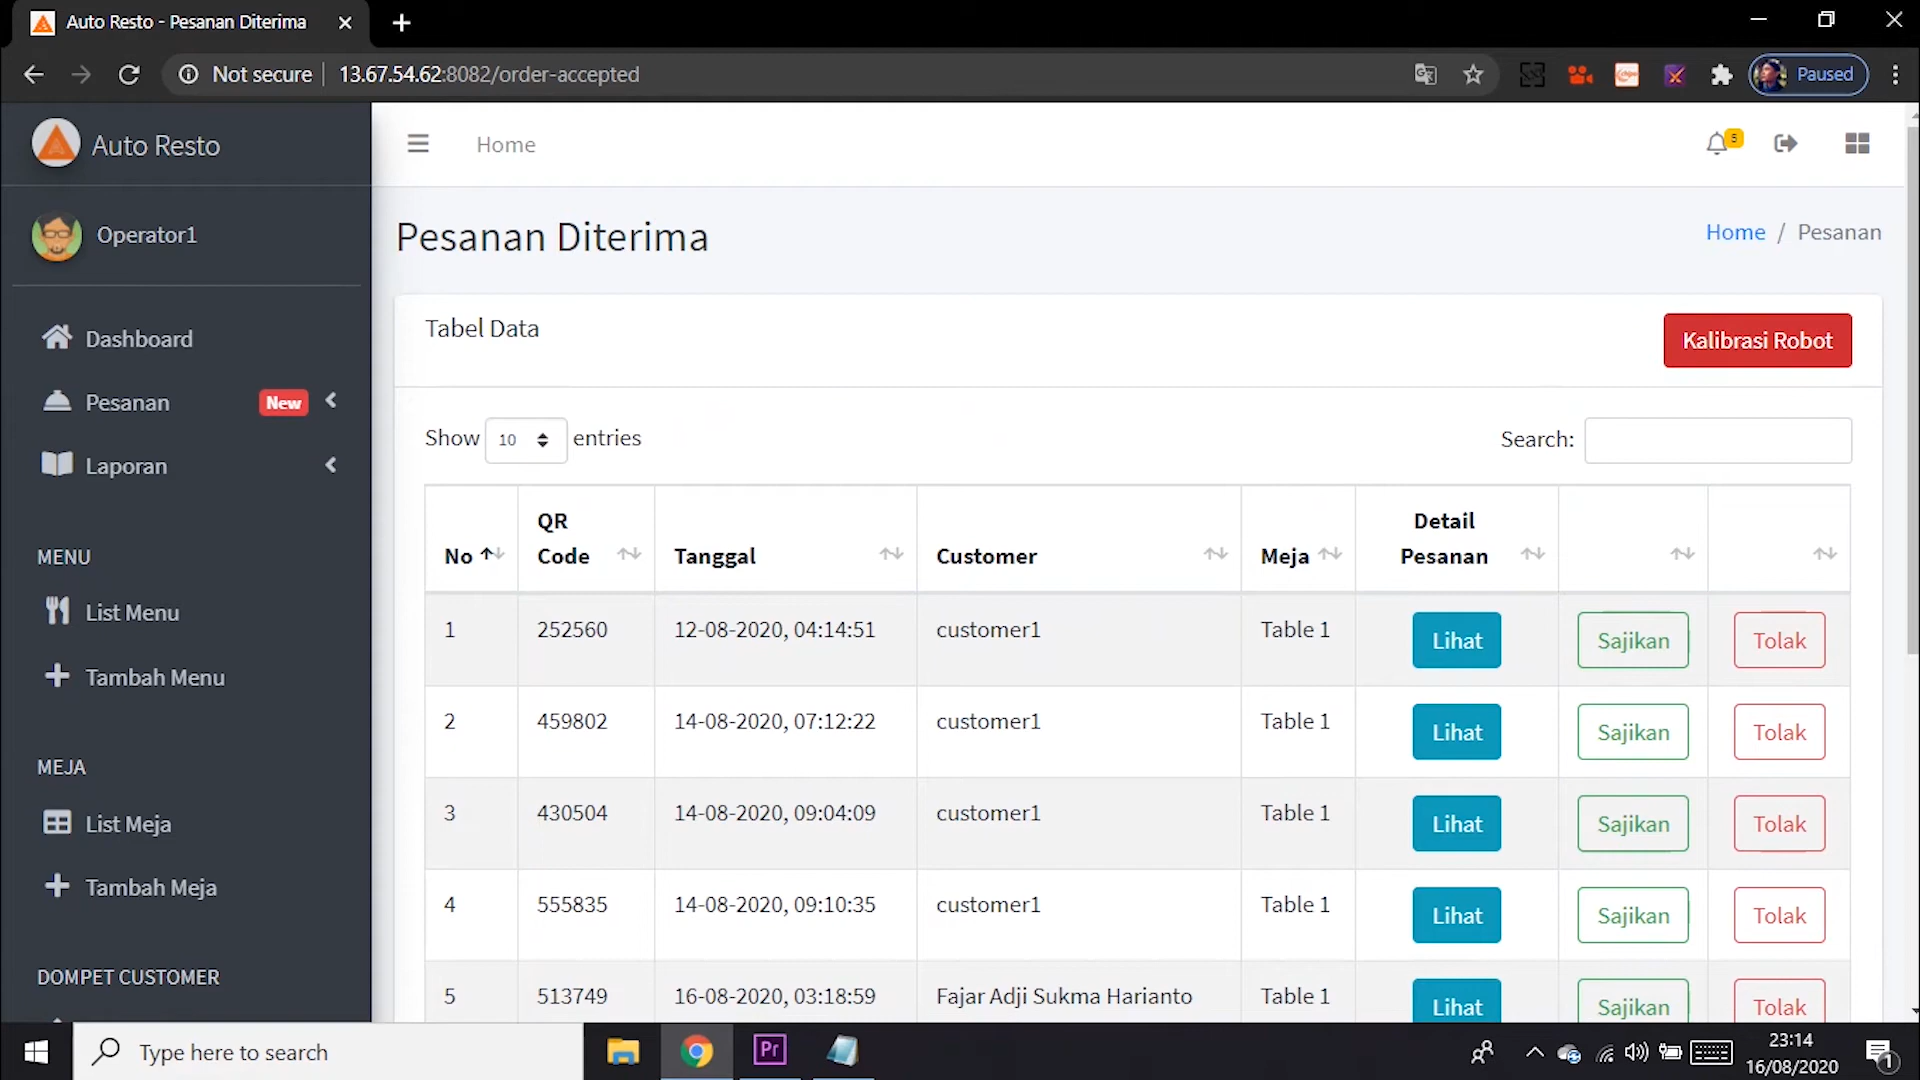 Auto Resto - Pesanan Diterima
Not secure
13.67.54.62:8082/order-accepted
Paused
Auto Resto
Home
5
Operator1
Pesanan Diterima
Home / Pesanan
Dashboard
Pesanan New
Laporan
MENU
List Menu
Tambah Menu
MEJA
List Meja
Tambah Meja
DOMPET CUSTOMER
Tabel Data
Kalibrasi Robot
Show 10 entries
Search:
No QR Code Tanggal Customer Meja Detail Pesanan
1 252560 12-08-2020, 04:14:51 customer1 Table 1 Lihat Sajikan Tolak
2 459802 14-08-2020, 07:12:22 customer1 Table 1 Lihat Sajikan Tolak
3 430504 14-08-2020, 09:04:09 customer1 Table 1 Lihat Sajikan Tolak
4 555835 14-08-2020, 09:10:35 customer1 Table 1 Lihat Sajikan Tolak
5 513749 16-08-2020, 03:18:59 Fajar Adji Sukma Harianto Table 1 Lihat Sajikan Tolak
Type here to search
Pr
23:14
16/08/2020
1